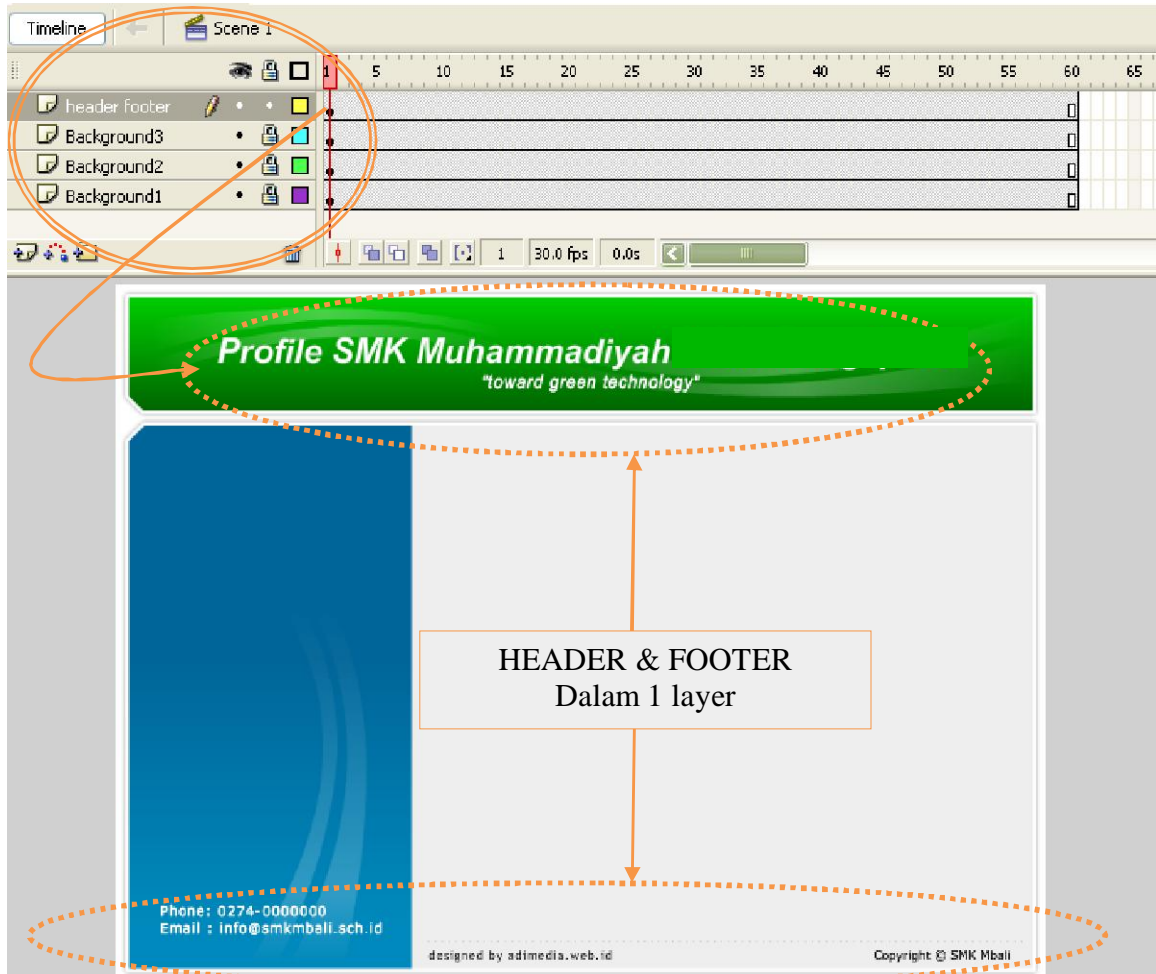 Timeline
Scene 1
1 5 10 15 20 25 30 35 40 45 50 55 60 65
header footer
Background3
Background2
Background1
1 30.0 fps 0.0s
Profile SMK Muhammadiyah
"toward green technology"
HEADER & FOOTER
Dalam 1 layer
Phone: 0274-0000000
Email : info@smkmbali.sch.id
designed by adimedia.web.id
Copyright © SMK Mbali